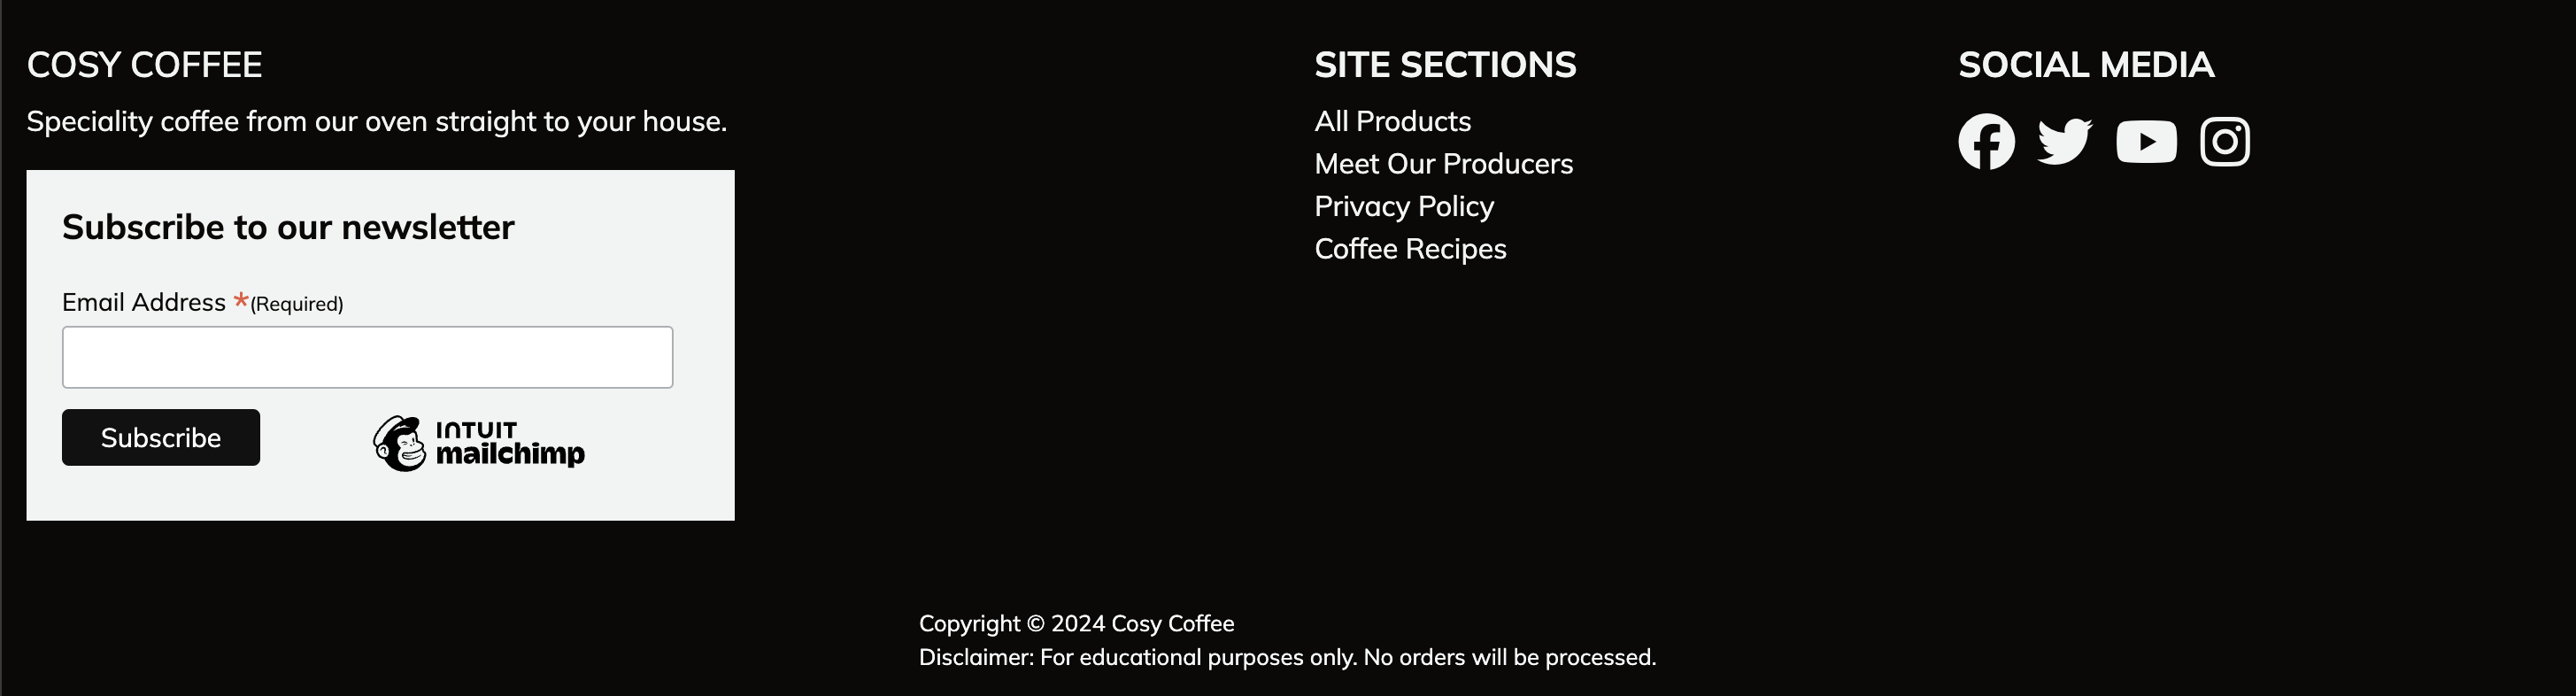 COSY COFFEE
Speciality coffee from our oven straight to your house.
Subscribe to our newsletter
Email Address *(Required)
Subscribe
INTUIT
mailchimp
SITE SECTIONS
All Products
Meet Our Producers
Privacy Policy
Coffee Recipes
SOCIAL MEDIA
Copyright © 2024 Cosy Coffee
Disclaimer: For educational purposes only. No orders will be processed.